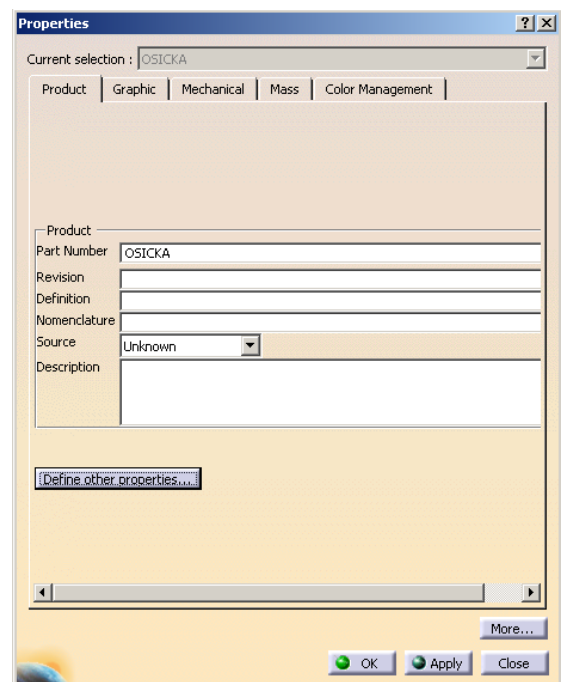 Properties
Current selection : OSICKA
Product Graphic Mechanical Mass Color Management
Product
Part Number OSICKA
Revision
Definition
Nomenclature
Source Unknown
Description
Define other properties...
More...
OK Apply Close